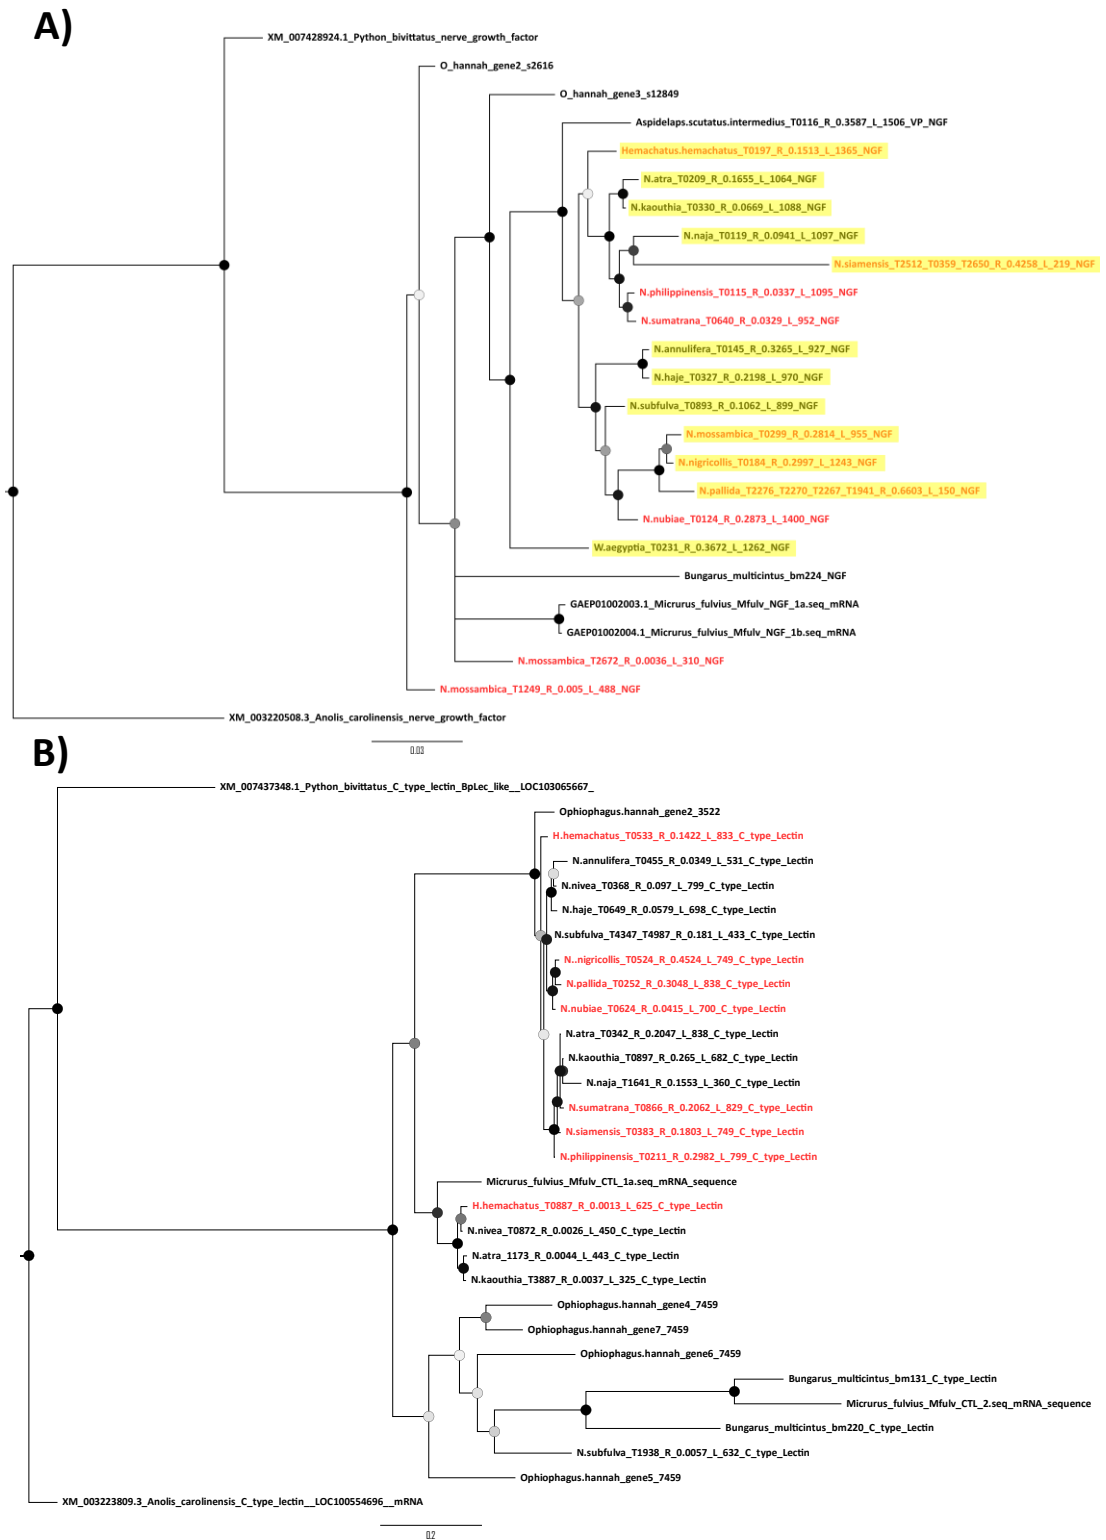 A)
XM_007428924.1_Python_bivittatus_nerve_growth_factor
O_hannah_gene2_s2616
O_hannah_gene3_s12849
Aspidelaps.scutatus.intermedius_T0116_R_0.3587_L_1506_VP_NGF
Hemachatus.hemachatus_T0197_R_0.1513_L_1365_NGF
N.atra_T0209_R_0.1655_L_1064_NGF
N.kaouthia_T0330_R_0.0669_L_1088_NGF
N.naja_T0119_R_0.0941_L_1097_NGF
N.siamensis_T2512_T0359_T2650_R_0.4258_L_219_NGF
N.philippinensis_T0115_R_0.0337_L_1095_NGF
N.sumatrana_T0640_R_0.0329_L_952_NGF
N.annulifera_T0145_R_0.3265_L_927_NGF
N.haje_T0327_R_0.2198_L_970_NGF
N.subfulva_T0893_R_0.1062_L_899_NGF
N.mossambica_T0299_R_0.2814_L_955_NGF
N.nigricollis_T0184_R_0.2997_L_1243_NGF
N.pallida_T2276_T2270_T2267_T1941_R_0.6603_L_150_NGF
N.nubiae_T0124_R_0.2873_L_1400_NGF
W.aegyptia_T0231_R_0.3672_L_1262_NGF
Bungarus_multicintus_bm224_NGF
GAEP01002003.1_Micrurus_fulvius_Mfulv_NGF_1a.seq_mRNA
GAEP01002004.1_Micrurus_fulvius_Mfulv_NGF_1b.seq_mRNA
N.mossambica_T2672_R_0.0036_L_310_NGF
N.mossambica_T1249_R_0.005_L_488_NGF
XM_003220508.3_Anolis_carolinensis_nerve_growth_factor
0.03
B)
XM_007437348.1_Python_bivittatus_C_type_lectin_BpLec_like__LOC103065667_
Ophiophagus.hannah_gene2_3522
H.hemachatus_T0533_R_0.1422_L_833_C_type_Lectin
N.annulifera_T0455_R_0.0349_L_531_C_type_Lectin
N.nivea_T0368_R_0.097_L_799_C_type_Lectin
N.haje_T0649_R_0.0579_L_698_C_type_Lectin
N.subfulva_T4347_T4987_R_0.181_L_433_C_type_Lectin
N..nigricollis_T0524_R_0.4524_L_749_C_type_Lectin
N.pallida_T0252_R_0.3048_L_838_C_type_Lectin
N.nubiae_T0624_R_0.0415_L_700_C_type_Lectin
N.atra_T0342_R_0.2047_L_838_C_type_Lectin
N.kaouthia_T0897_R_0.265_L_682_C_type_Lectin
N.naja_T1641_R_0.1553_L_360_C_type_Lectin
N.sumatrana_T0866_R_0.2062_L_829_C_type_Lectin
N.siamensis_T0383_R_0.1803_L_749_C_type_Lectin
N.philippinensis_T0211_R_0.2982_L_799_C_type_Lectin
Micrurus_fulvius_Mfulv_CTL_1a.seq_mRNA_sequence
H.hemachatus_T0887_R_0.0013_L_625_C_type_Lectin
N.nivea_T0872_R_0.0026_L_450_C_type_Lectin
N.atra_1173_R_0.0044_L_443_C_type_Lectin
N.kaouthia_T3887_R_0.0037_L_325_C_type_Lectin
Ophiophagus.hannah_gene4_7459
Ophiophagus.hannah_gene7_7459
Ophiophagus.hannah_gene6_7459
Bungarus_multicintus_bm131_C_type_Lectin
Micrurus_fulvius_Mfulv_CTL_2.seq_mRNA_sequence
Bungarus_multicintus_bm220_C_type_Lectin
N.subfulva_T1938_R_0.0057_L_632_C_type_Lectin
Ophiophagus.hannah_gene5_7459
XM_003223809.3_Anolis_carolinensis_C_type_lectin__LOC100554696__mRNA
0.2